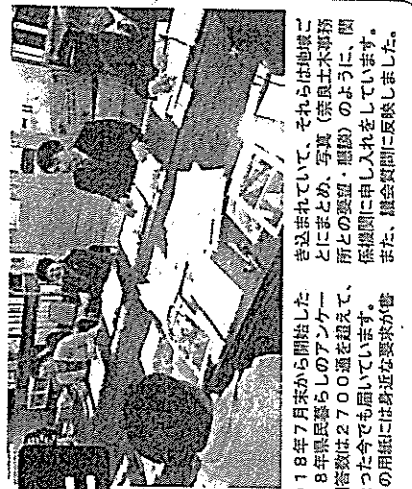 18年7月末から開始した
8年県民暮らしのアンケー
答数は2700通を超えて、
った今でも届いています。
の用紙には身近な要求が書
き込まれていて、それらは地域ご
とにまとめ、写真（奈良土木事務
所との要望・懇談）のように、関
係機関に申し入れをしています。
また、議会質問に反映しました。